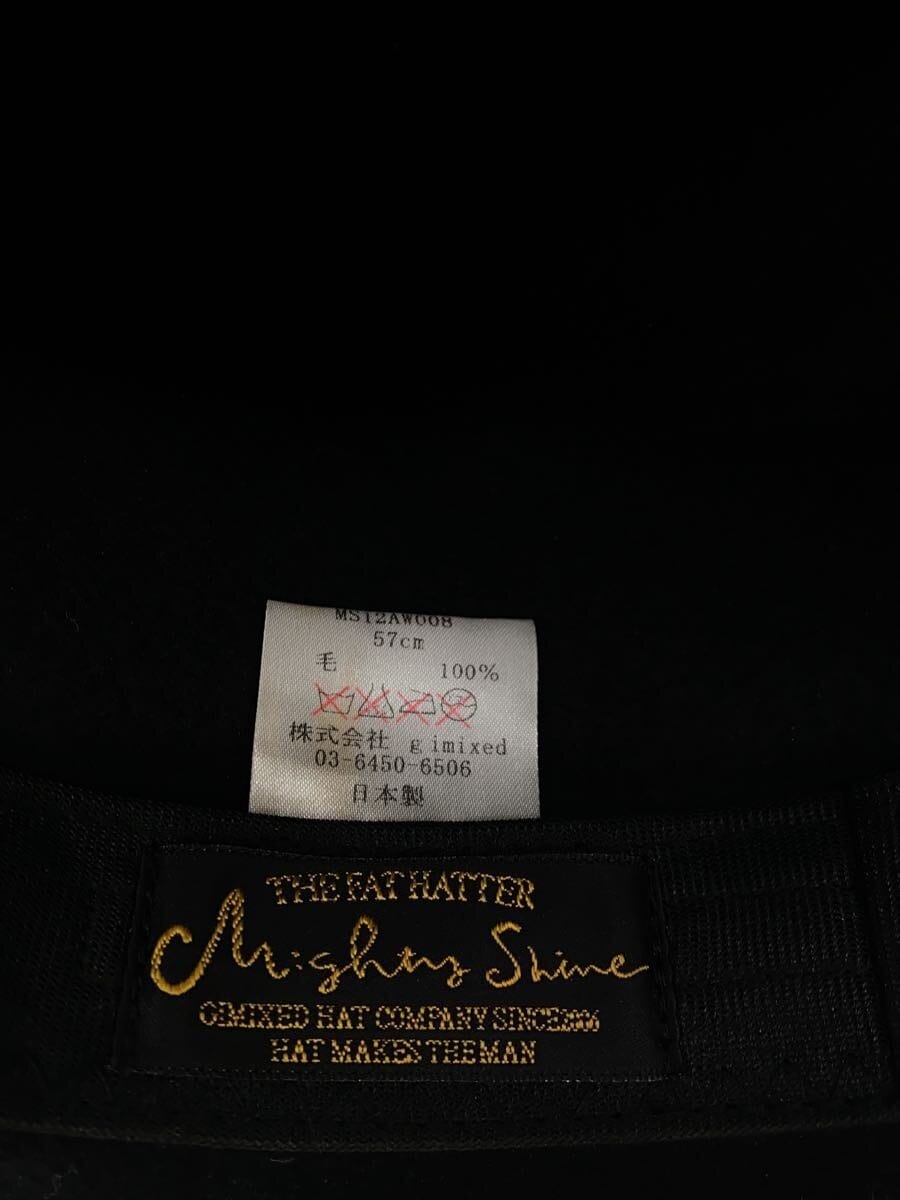 MS12AW008
57cm
毛 100%
株式会社 gimixed
03-6450-6506
日本製
THE FAT HATTER
Mighty Shine
GIMIXED HAT COMPANY SINCE2006
HAT MAKES THE MAN